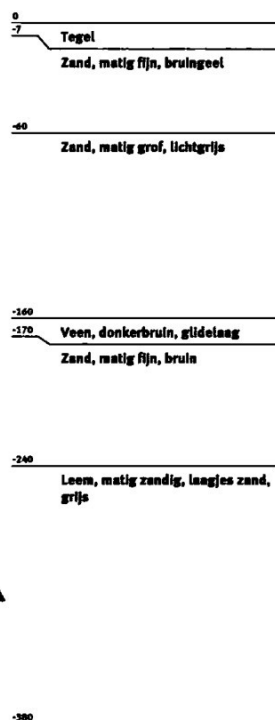 0
-7
Tegel
Zand, matig fijn, bruingeel
-60
Zand, matig grof, lichtgrijs
-160
-170
Veen, donkerbruin, glidelaag
Zand, matig fijn, bruin
-240
Leem, matig zandig, laagjes zand,
grijs
-380